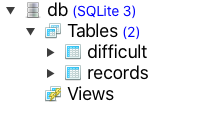 db (SQLite 3)
Tables (2)
difficult
records
Views